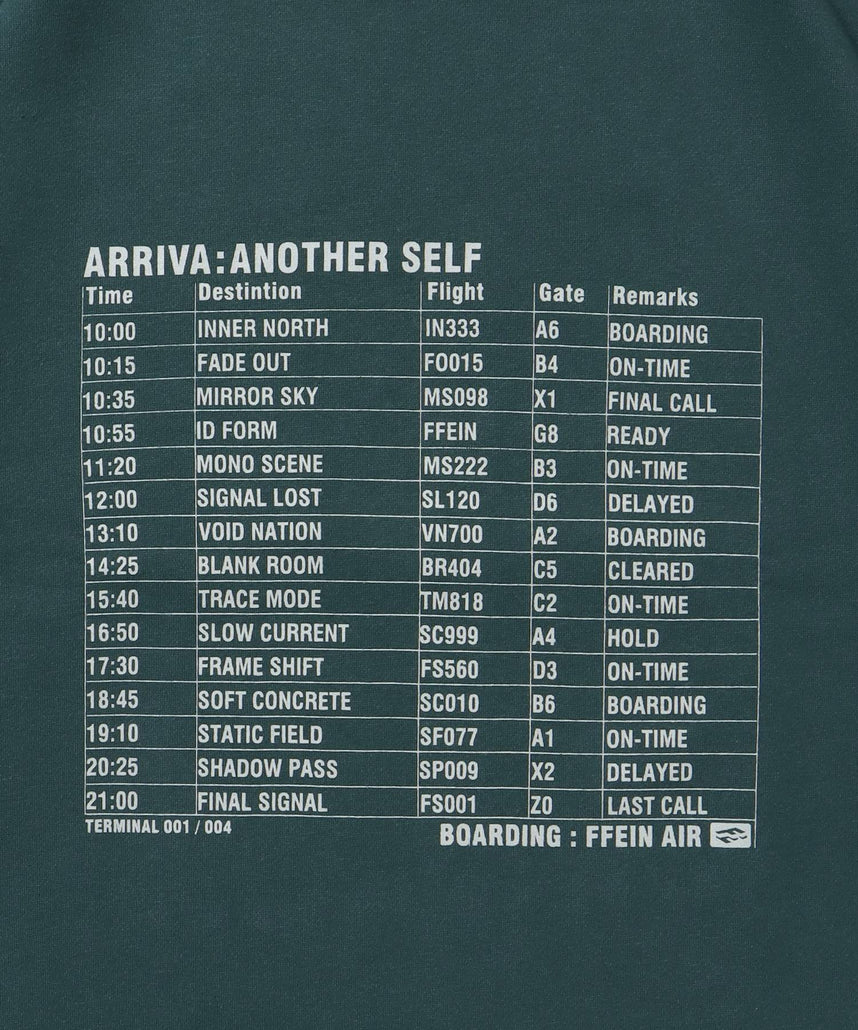 ARRIVA:ANOTHER SELF
Time Destintion Flight Gate Remarks
10:00 INNER NORTH IN333 A6 BOARDING
10:15 FADE OUT FO015 B4 ON-TIME
10:35 MIRROR SKY MS098 X1 FINAL CALL
10:55 ID FORM FFEIN G8 READY
11:20 MONO SCENE MS222 B3 ON-TIME
12:00 SIGNAL LOST SL120 D6 DELAYED
13:10 VOID NATION VN700 A2 BOARDING
14:25 BLANK ROOM BR404 C5 CLEARED
15:40 TRACE MODE TM818 C2 ON-TIME
16:50 SLOW CURRENT SC999 A4 HOLD
17:30 FRAME SHIFT FS560 D3 ON-TIME
18:45 SOFT CONCRETE SC010 B6 BOARDING
19:10 STATIC FIELD SF077 A1 ON-TIME
20:25 SHADOW PASS SP009 X2 DELAYED
21:00 FINAL SIGNAL FS001 Z0 LAST CALL
TERMINAL 001 / 004
BOARDING : FFEIN AIR